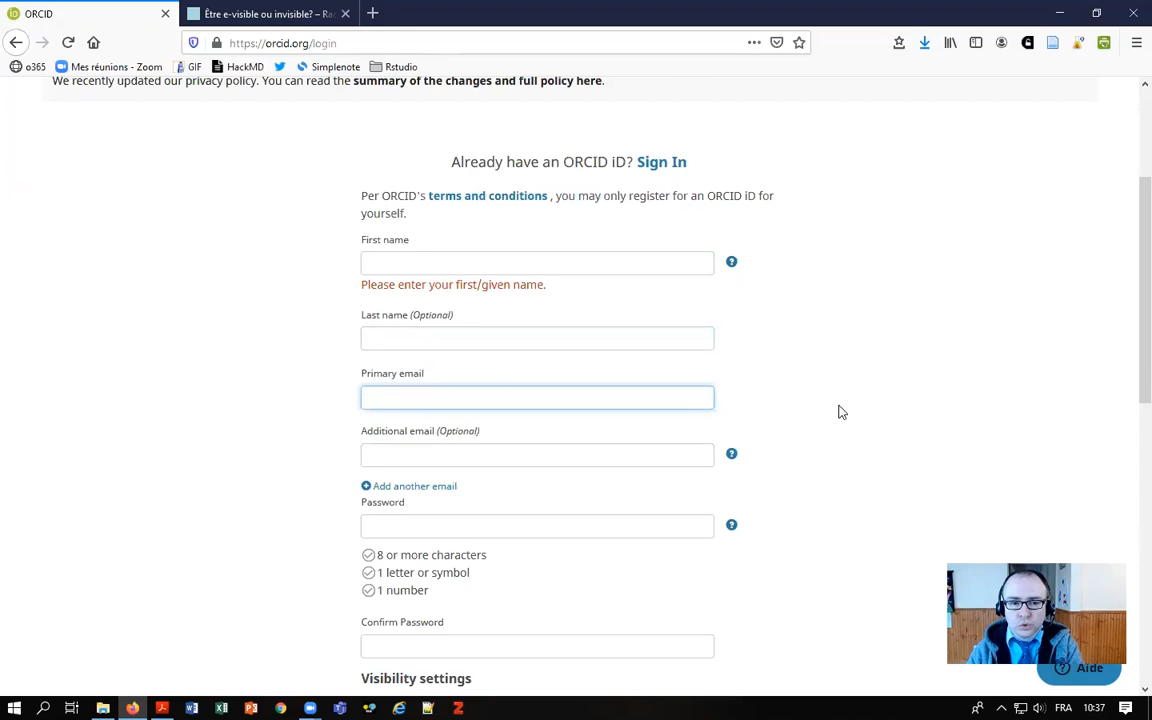 ORCID
Être e-visible ou invisible? – Ra
https://orcid.org/login
o365
Mes réunions - Zoom
GIF
HackMD
Simplenote
Rstudio
We recently updated our privacy policy. You can read the summary of the changes and full policy here.
Already have an ORCID iD? Sign In
Per ORCID's terms and conditions , you may only register for an ORCID iD for
yourself.
First name
Please enter your first/given name.
Last name (Optional)
Primary email
Additional email (Optional)
Add another email
Password
8 or more characters
1 letter or symbol
1 number
Confirm Password
Visibility settings
Aide
FRA
10:37